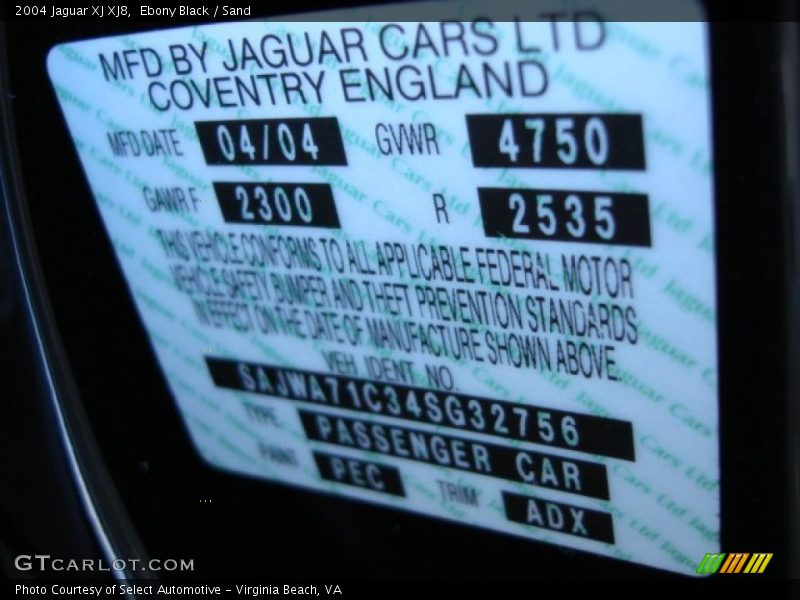 2004 Jaguar XJ XJ8, Ebony Black / Sand
MFD BY JAGUAR CARS LTD
COVENTRY ENGLAND
MFD DATE 04/04 GVWR 4750
GAWR F 2300 R 2535
THIS VEHICLE CONFORMS TO ALL APPLICABLE FEDERAL MOTOR
VEHICLE SAFETY BUMPER AND THEFT PREVENTION STANDARDS
IN EFFECT ON THE DATE OF MANUFACTURE SHOWN ABOVE.
VEH. IDENT. NO.
SAJWA71C34SG32756
TYPE PASSENGER CAR
PAINT PEC TRIM ADX
GTCARLOT.COM
Photo Courtesy of Select Automotive - Virginia Beach, VA